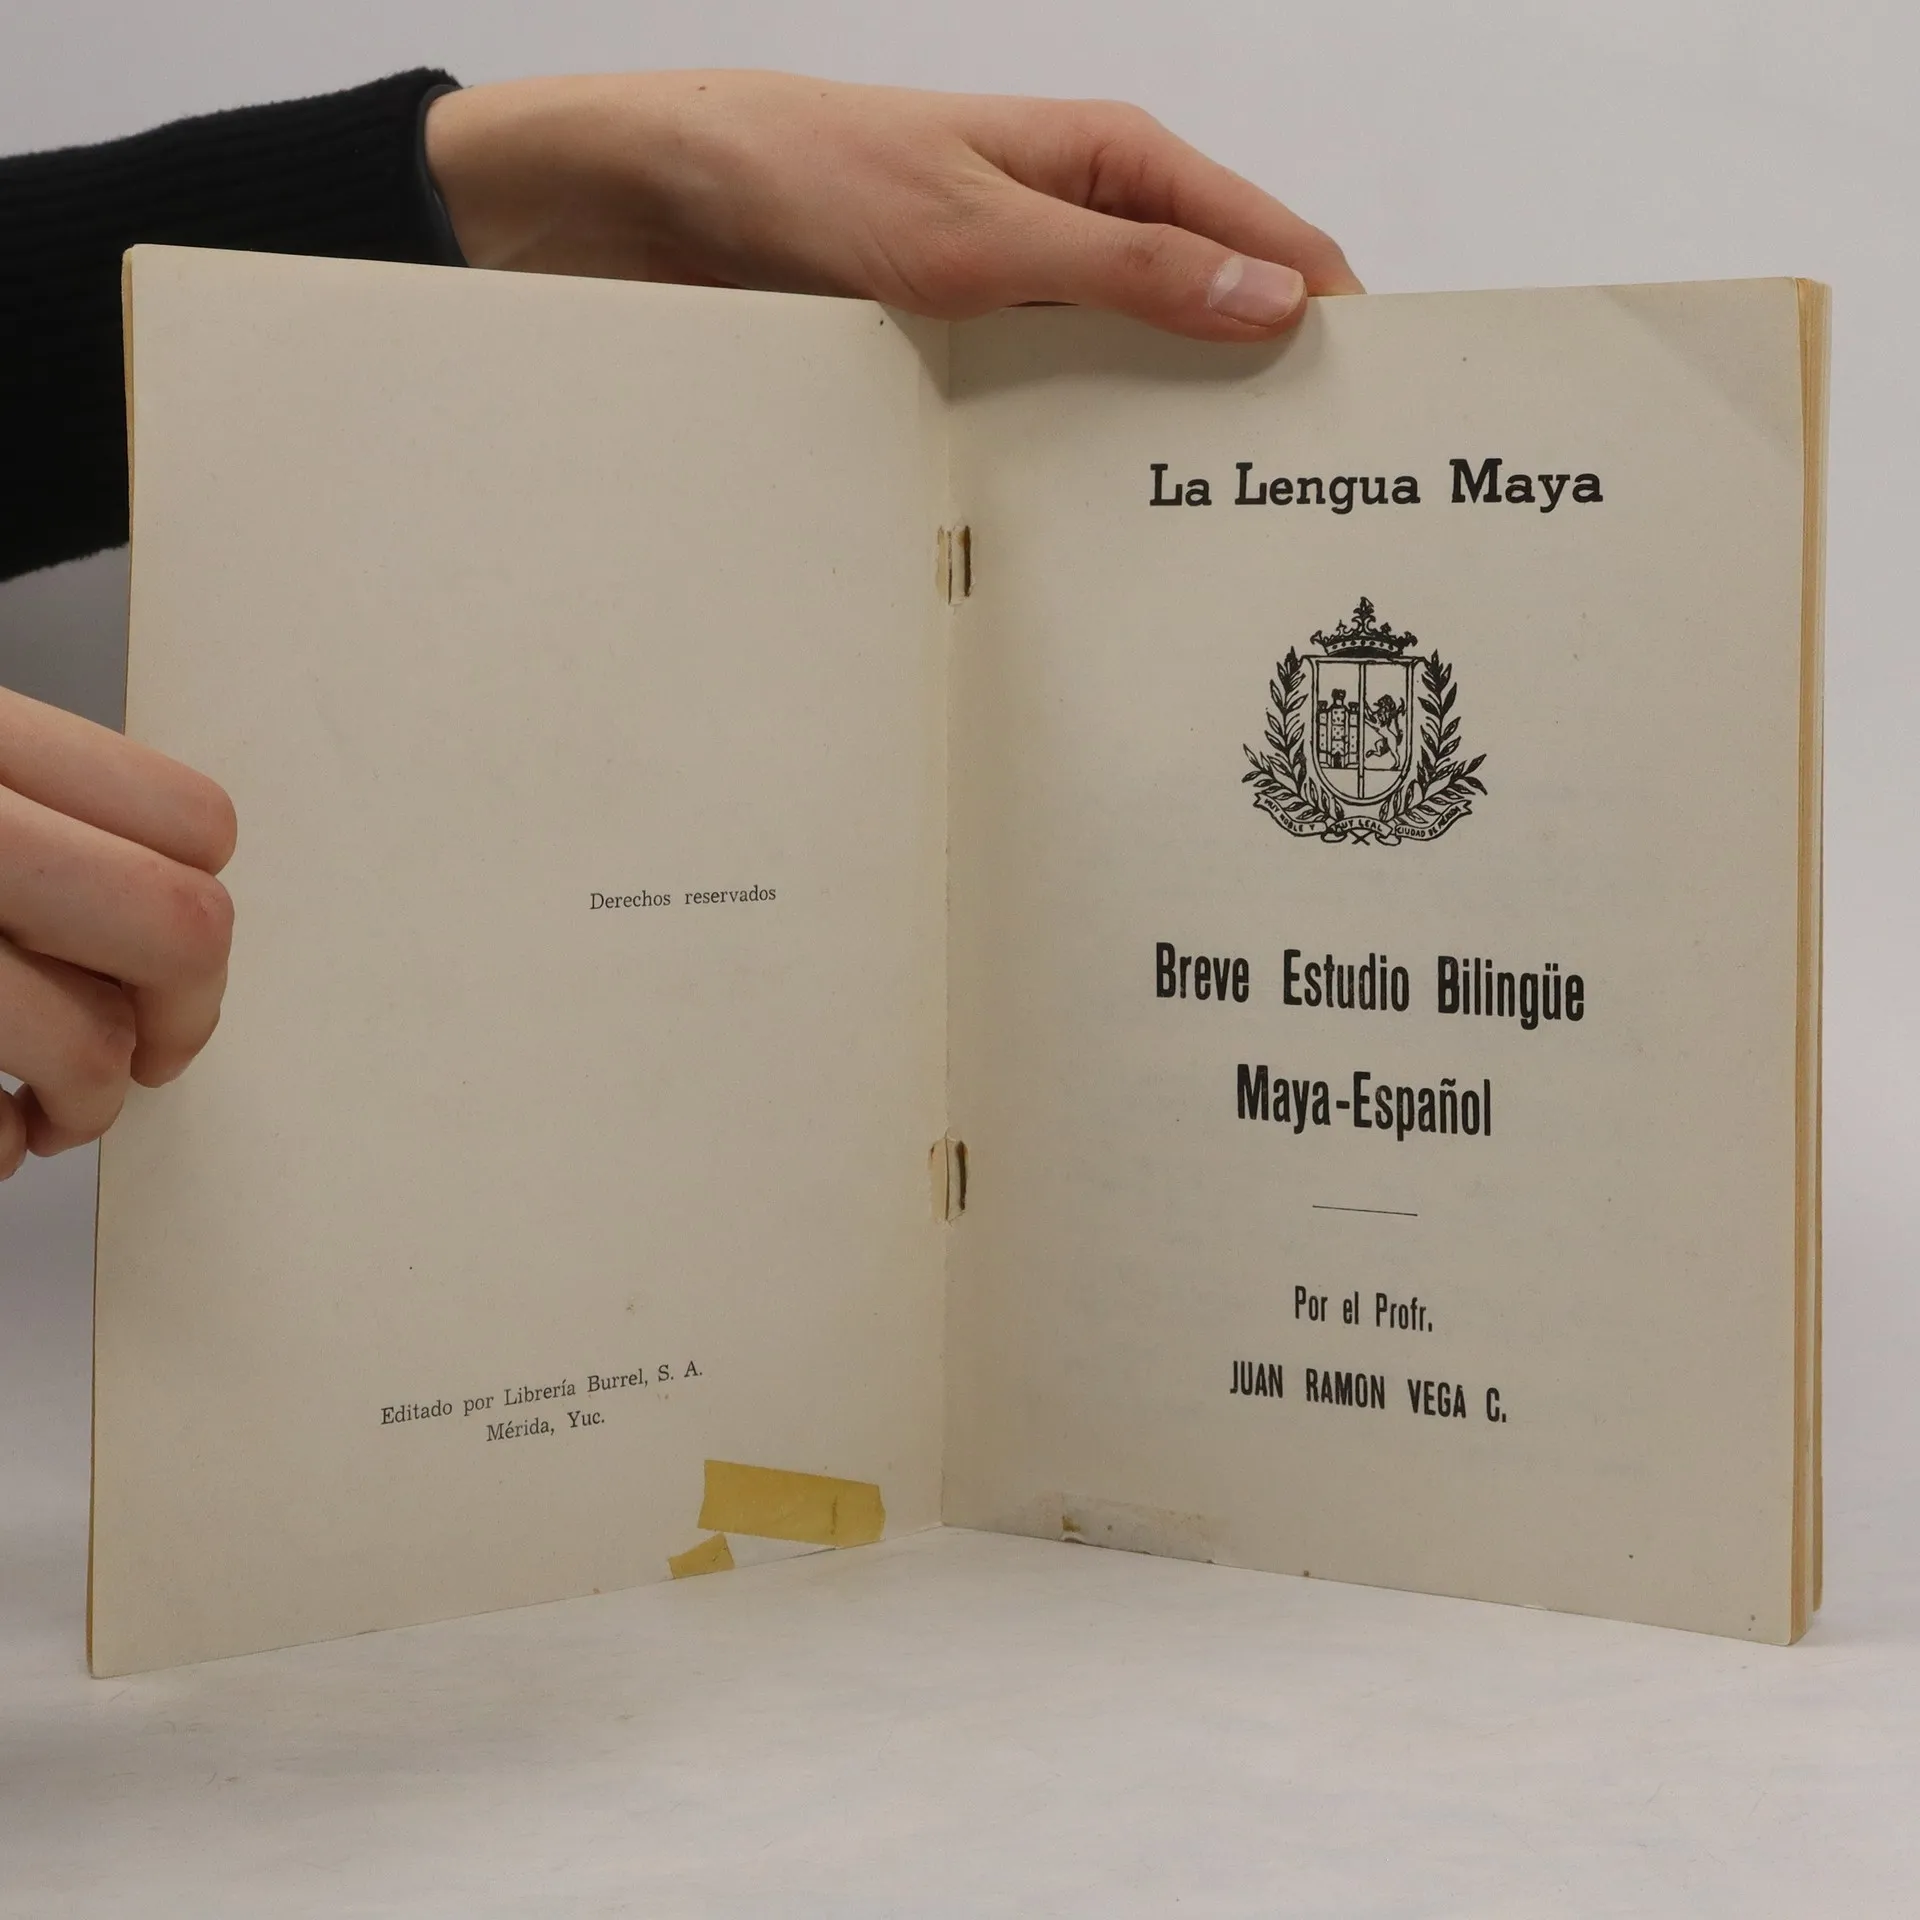 Derechos reservados
Editado por Librería Burrel, S. A.
Mérida, Yuc.
La Lengua Maya
MUY NOBLE Y MUY LEAL CIUDAD DE MÉRIDA
Breve Estudio Bilingüe
Maya-Español
Por el Profr.
JUAN RAMON VEGA C.